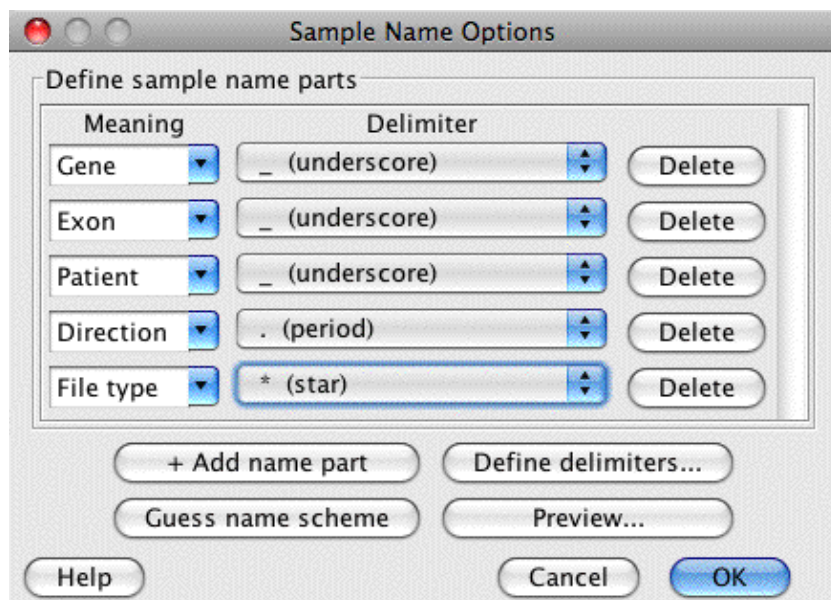 Sample Name Options
Define sample name parts
Meaning Delimiter
Gene _ (underscore) Delete
Exon _ (underscore) Delete
Patient _ (underscore) Delete
Direction . (period) Delete
File type * (star) Delete
+ Add name part Define delimiters...
Guess name scheme Preview...
Help Cancel OK